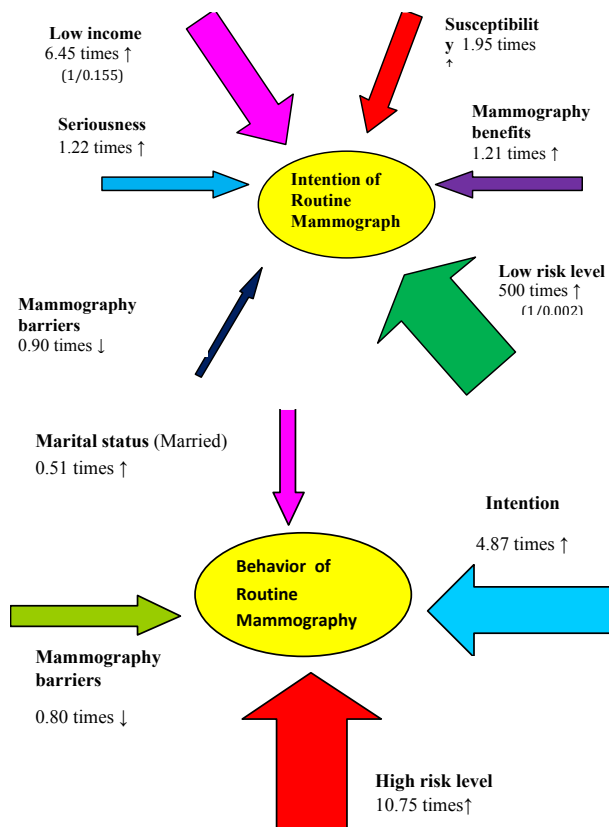 Low income
6.45 times ↑
(1/0.155)
Susceptibilit
y 1.95 times
↑
Seriousness
1.22 times ↑
Mammography
benefits
1.21 times ↑
Intention of
Routine
Mammograph
Low risk level
500 times ↑
(1/0.002)
Mammography
barriers
0.90 times ↓
Marital status (Married)
0.51 times ↑
Intention
4.87 times ↑
Behavior of
Routine
Mammography
Mammography
barriers
0.80 times ↓
High risk level
10.75 times↑